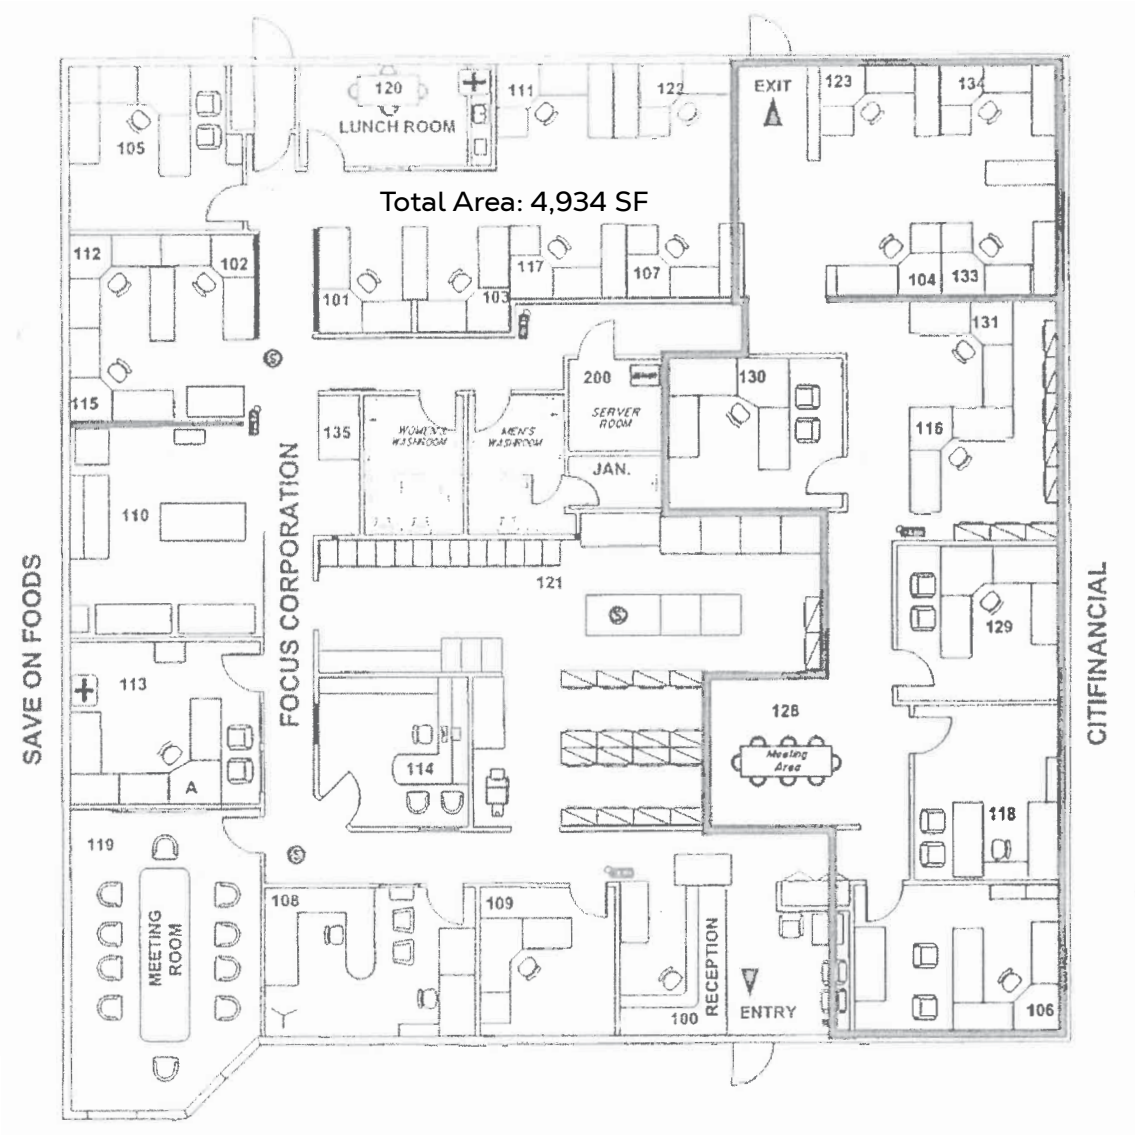 EXIT
123
134
120
LUNCH ROOM
111
122
105
Total Area: 4,934 SF
112
102
101
103
117
107
104
133
131
115
200
SERVER
ROOM
130
135
WOMEN'S
WASHROOM
MEN'S
WASHROOM
116
JAN.
110
FOCUS CORPORATION
121
SAVE ON FOODS
CITIFINANCIAL
129
113
A
114
128
Meeting
Area
118
119
MEETING
ROOM
108
109
RECEPTION
100
ENTRY
106
S
S
S